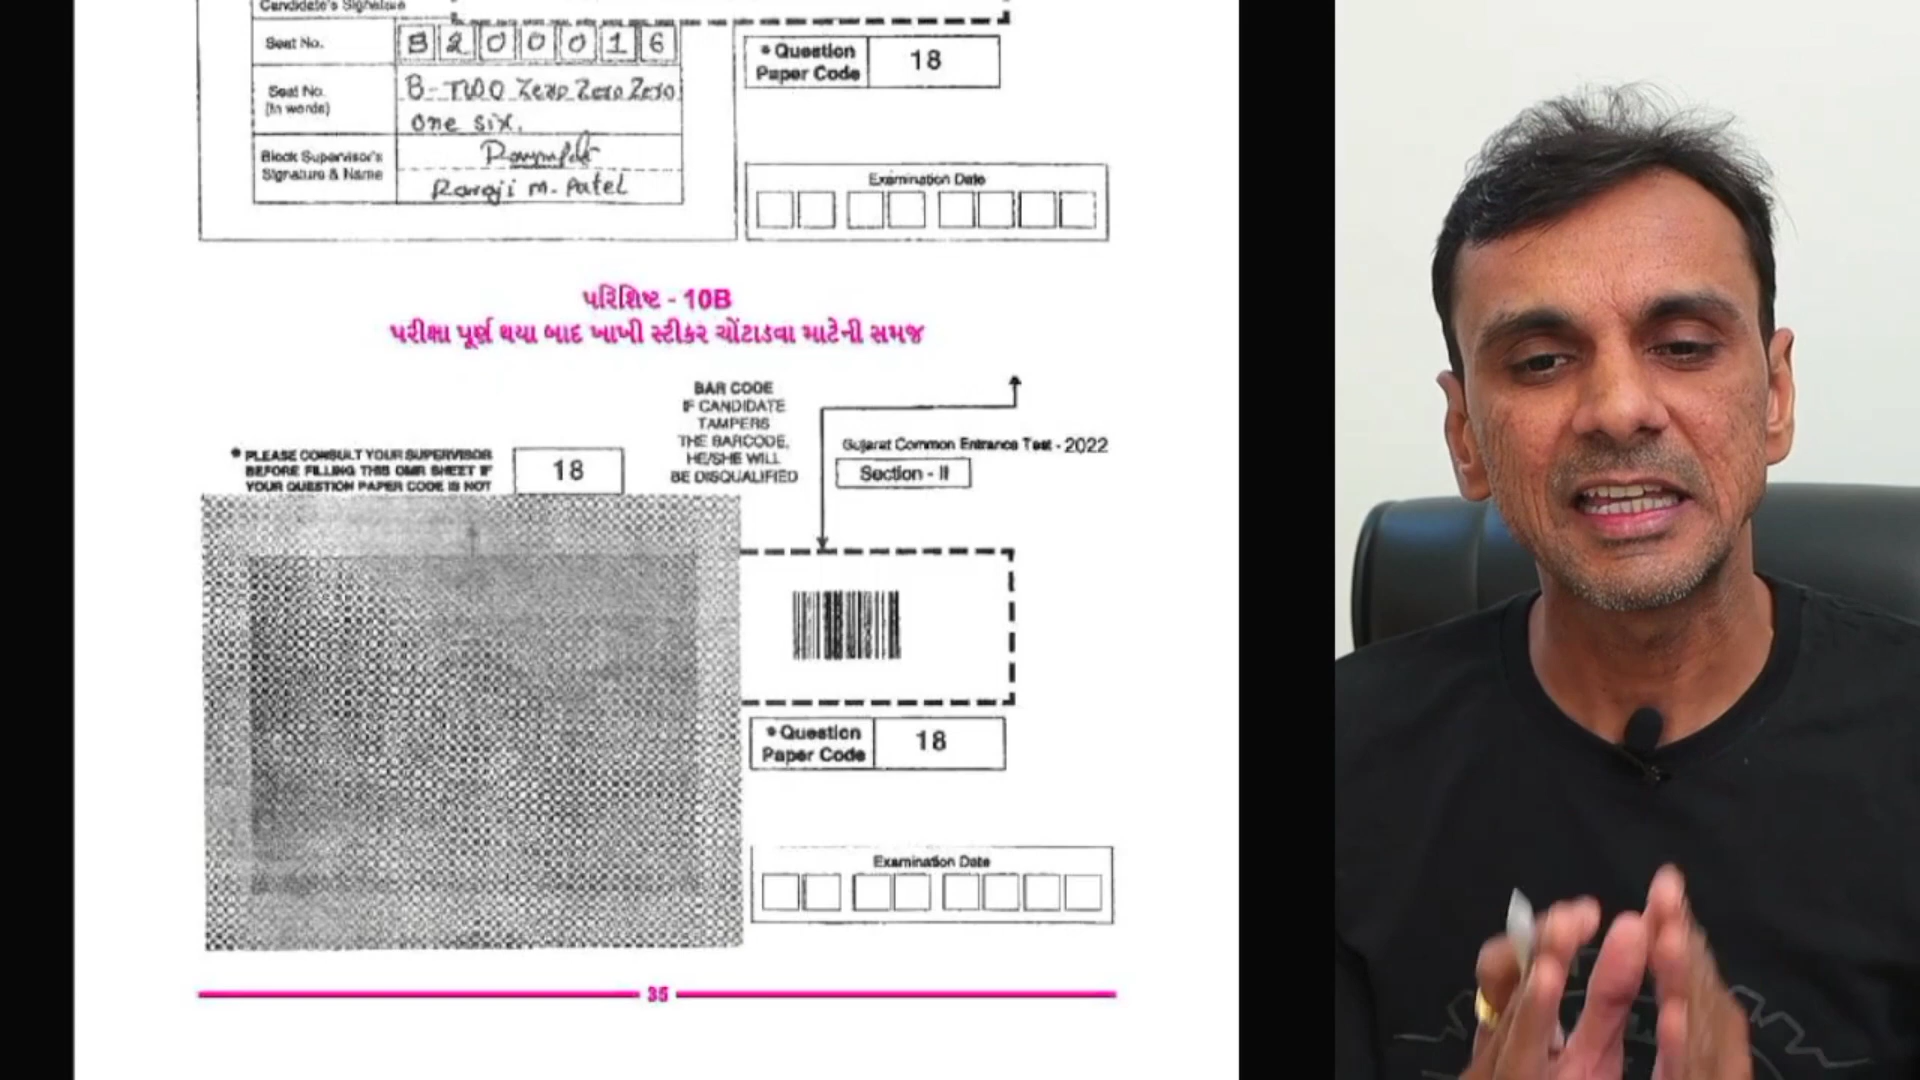 Candidate's Signature
Seat No.
B 2 0 0 0 1 6
Seat No.
(In words)
B - Two Zero Zero Zero
one six.
Block Supervisor's
Signature & Name
Ramji M. Patel
* Question
Paper Code
18
Examination Date
પરિશિષ્ટ - 10B
પરીક્ષા પૂર્ણ થયા બાદ ખાખી સ્ટીકર ચોંટાડવા માટેની સમજ
* PLEASE CONSULT YOUR SUPERVISOR
BEFORE FILLING THIS OMR SHEET IF
YOUR QUESTION PAPER CODE IS NOT
18
BAR CODE
IF CANDIDATE
TAMPERS
THE BARCODE,
HE/SHE WILL
BE DISQUALIFIED
Gujarat Common Entrance Test - 2022
Section - II
* Question
Paper Code
18
Examination Date
35